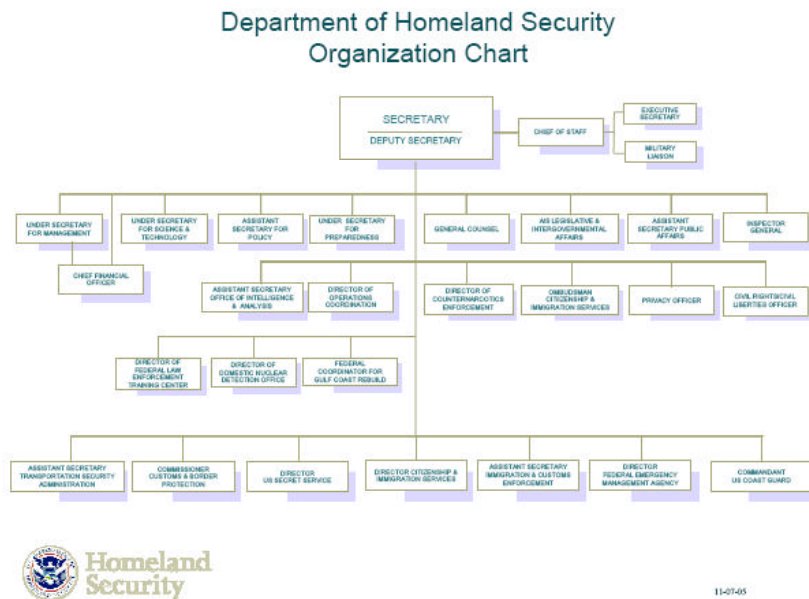 Department of Homeland Security
Organization Chart
SECRETARY
DEPUTY SECRETARY
CHIEF OF STAFF
EXECUTIVE
SECRETARY
MILITARY
LIAISON
UNDER SECRETARY
FOR MANAGEMENT
UNDER SECRETARY
FOR SCIENCE &
TECHNOLOGY
ASSISTANT
SECRETARY FOR
POLICY
UNDER SECRETARY
FOR
PREPAREDNESS
GENERAL COUNSEL
A/S LEGISLATIVE &
INTERGOVERNMENTAL
AFFAIRS
ASSISTANT
SECRETARY PUBLIC
AFFAIRS
INSPECTOR
GENERAL
CHIEF FINANCIAL
OFFICER
ASSISTANT SECRETARY
OFFICE OF INTELLIGENCE
& ANALYSIS
DIRECTOR OF
OPERATIONS
COORDINATION
DIRECTOR OF
COUNTERNARCOTICS
ENFORCEMENT
OMBUDSMAN
CITIZENSHIP &
IMMIGRATION SERVICES
PRIVACY OFFICER
CIVIL RIGHTS/CIVIL
LIBERTIES OFFICER
DIRECTOR OF
FEDERAL LAW
ENFORCEMENT
TRAINING CENTER
DIRECTOR OF
DOMESTIC NUCLEAR
DETECTION OFFICE
FEDERAL
COORDINATOR FOR
GULF COAST REBUILD
ASSISTANT SECRETARY
TRANSPORTATION SECURITY
ADMINISTRATION
COMMISSIONER
CUSTOMS & BORDER
PROTECTION
DIRECTOR
US SECRET SERVICE
DIRECTOR CITIZENSHIP &
IMMIGRATION SERVICES
ASSISTANT SECRETARY
IMMIGRATION & CUSTOMS
ENFORCEMENT
DIRECTOR
FEDERAL EMERGENCY
MANAGEMENT AGENCY
COMMANDANT
US COAST GUARD
Homeland
Security
11-07-05